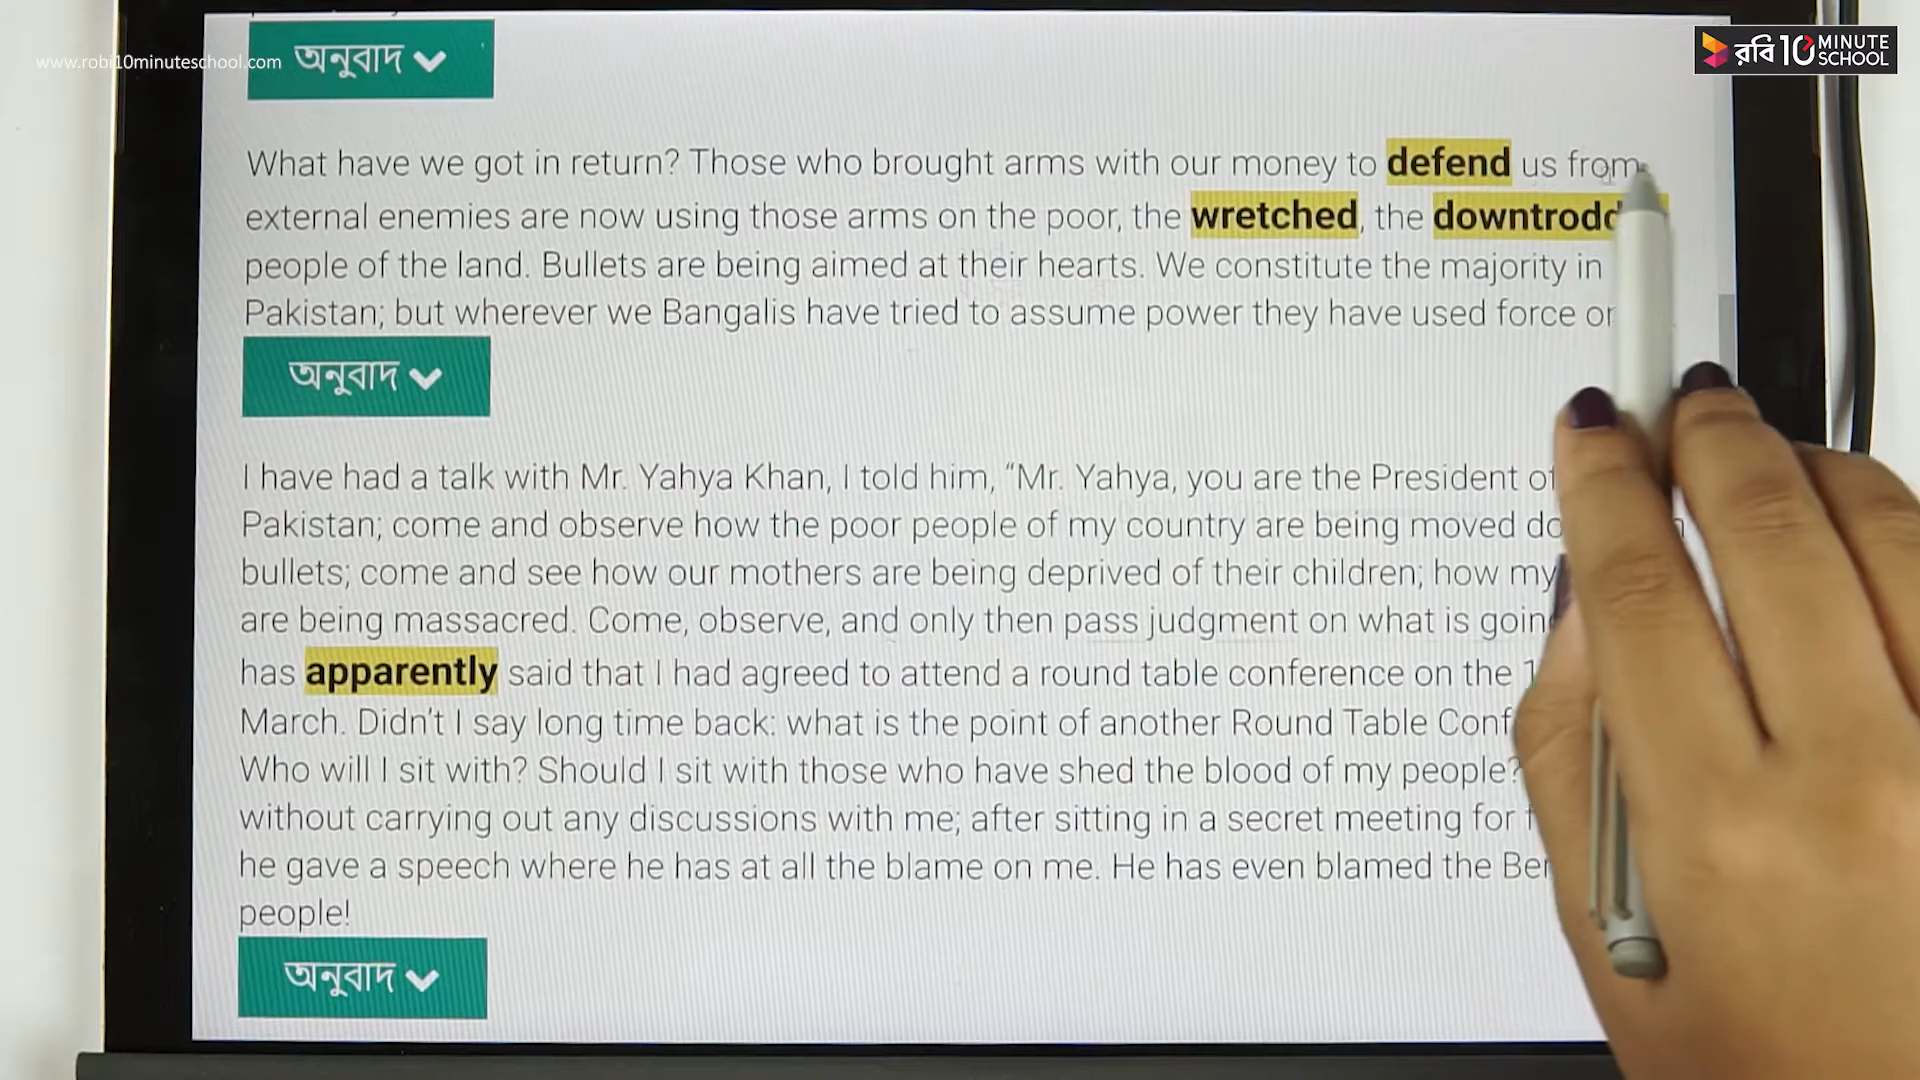 www.robi10minuteschool.com
অনুবাদ
রবি 10 MINUTE SCHOOL
What have we got in return? Those who brought arms with our money to defend us from
external enemies are now using those arms on the poor, the wretched, the
people of the land. Bullets are being aimed at their hearts. We constitute the majority in
Pakistan; but wherever we Bangalis have tried to assume power they have used force
অনুবাদ
I have had a talk with Mr. Yahya Khan, I told him, “Mr. Yahya, you are the President of
Pakistan; come and observe how the poor people of my country are being moved
bullets; come and see how our mothers are being deprived of their children; how my
are being massacred. Come, observe, and only then pass judgment on what is
has apparently said that I had agreed to attend a round table conference on the
March. Didn't I say long time back: what is the point of another Round Table
Who will I sit with? Should I sit with those who have shed the blood of my people?
without carrying out any discussions with me; after sitting in a secret meeting for
he gave a speech where he has at all the blame on me. He has even blamed the
people!
অনুবাদ